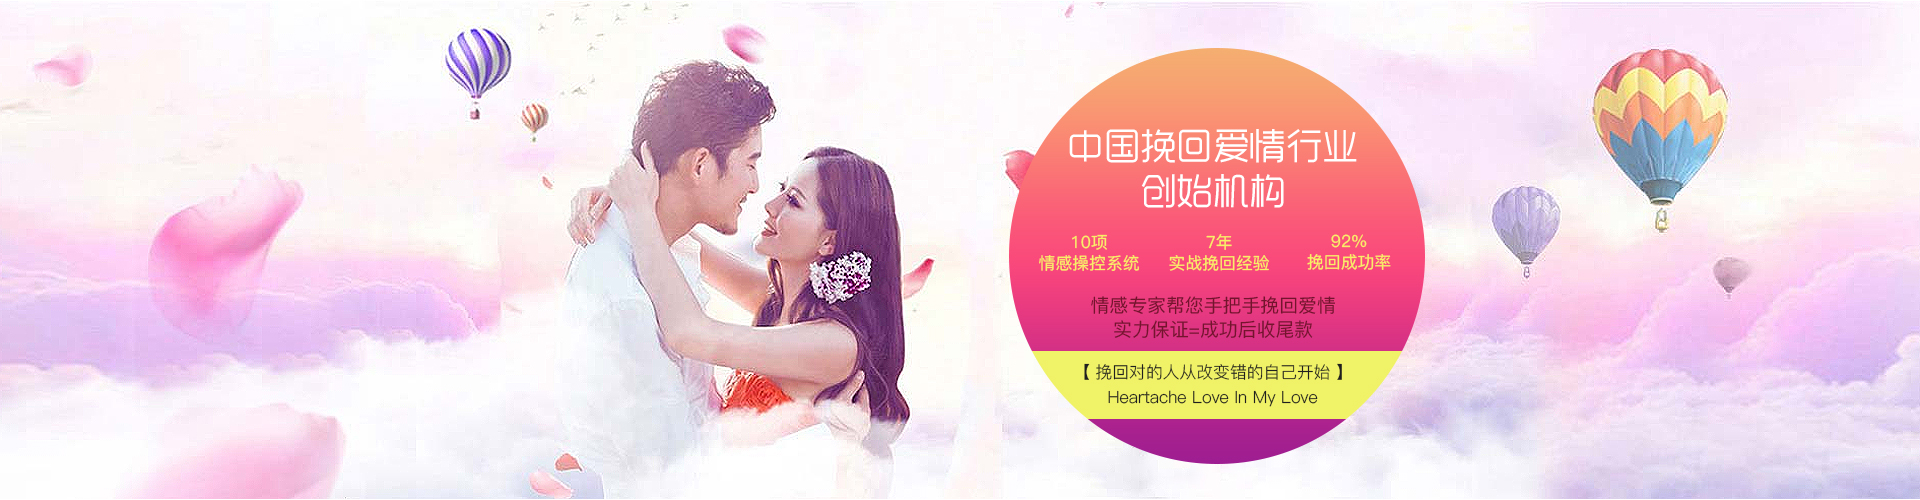 中国挽回爱情行业
创始机构
10项
情感操控系统
7年
实战挽回经验
92%
挽回成功率
情感专家帮您手把手挽回爱情
实力保证=成功后收尾款
【 挽回对的人从改变错的自己开始 】
Heartache Love In My Love